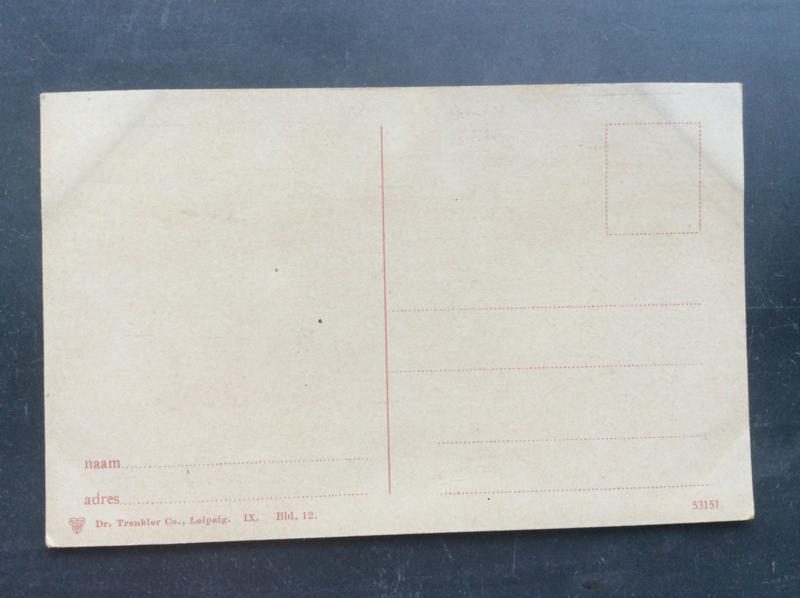 naam
adres
Dr. Trenkler Co., Leipzig. IX. Bld. 12.
53151